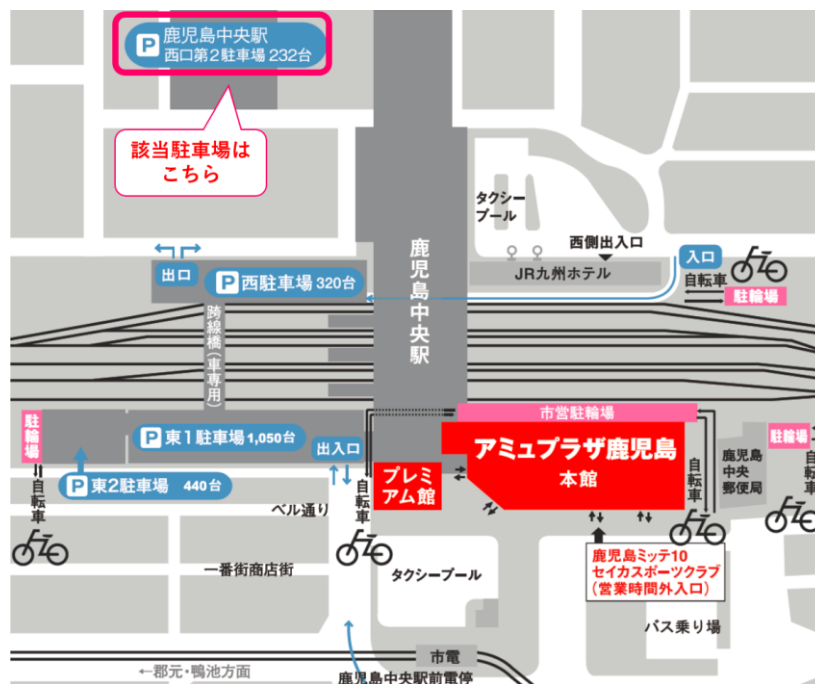 P 鹿児島中央駅
西口第2駐車場 232台
該当駐車場は
こちら
タクシー
プール
西側出入口
JR九州ホテル
入口
自転車
駐輪場
出口
P 西駐車場 320台
鹿児島中央駅
跨線橋(車専用)
駐輪場
自転車
P 東1駐車場 1,050台
出入口
P 東2駐車場 440台
自転車
プレミ
アム館
市営駐輪場
アミュプラザ鹿児島
本館
自転車
鹿児島
中央
郵便局
駐輪場
自転車
ベル通り
一番街商店街
タクシープール
鹿児島ミッテ10
セイカスポーツクラブ
(営業時間外入口)
バス乗り場
市電
←郡元・鴨池方面
鹿児島中央駅前電停